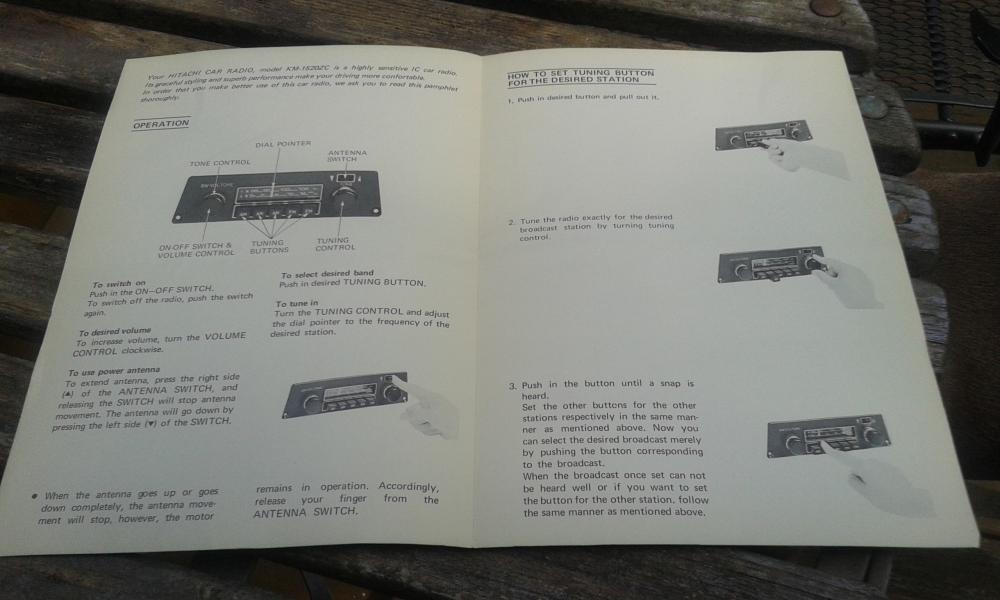 Your HITACHI CAR RADIO, model KM-1520ZC is a highly sensitive IC car radio.
Its graceful styling and superb performance make your driving more comfortable.
In order that you make better use of this car radio, we ask you to read this pamphlet
thoroughly.
OPERATION
DIAL POINTER
TONE CONTROL
ANTENNA
SWITCH
ON-OFF SWITCH &
VOLUME CONTROL
TUNING
BUTTONS
TUNING
CONTROL
To switch on
Push in the ON–OFF SWITCH.
To switch off the radio, push the switch
again.
To desired volume
To increase volume, turn the VOLUME
CONTROL clockwise.
To use power antenna
To extend antenna, press the right side
(▲) of the ANTENNA SWITCH, and
releasing the SWITCH will stop antenna
movement. The antenna will go down by
pressing the left side (▼) of the SWITCH.
To select desired band
Push in desired TUNING BUTTON.
To tune in
Turn the TUNING CONTROL and adjust
the dial pointer to the frequency of the
desired station.
● When the antenna goes up or goes
down completely, the antenna move-
ment will stop, however, the motor
remains in operation. Accordingly,
release your finger from the
ANTENNA SWITCH.
HOW TO SET TUNING BUTTON
FOR THE DESIRED STATION
1. Push in desired button and pull out it.
2. Tune the radio exactly for the desired
broadcast station by turning tuning
control.
3. Push in the button until a snap is
heard.
Set the other buttons for the other
stations respectively in the same man-
ner as mentioned above. Now you
can select the desired broadcast merely
by pushing the button corresponding
to the broadcast.
When the broadcast once set can not
be heard well or if you want to set
the button for the other station, follow
the same manner as mentioned above.